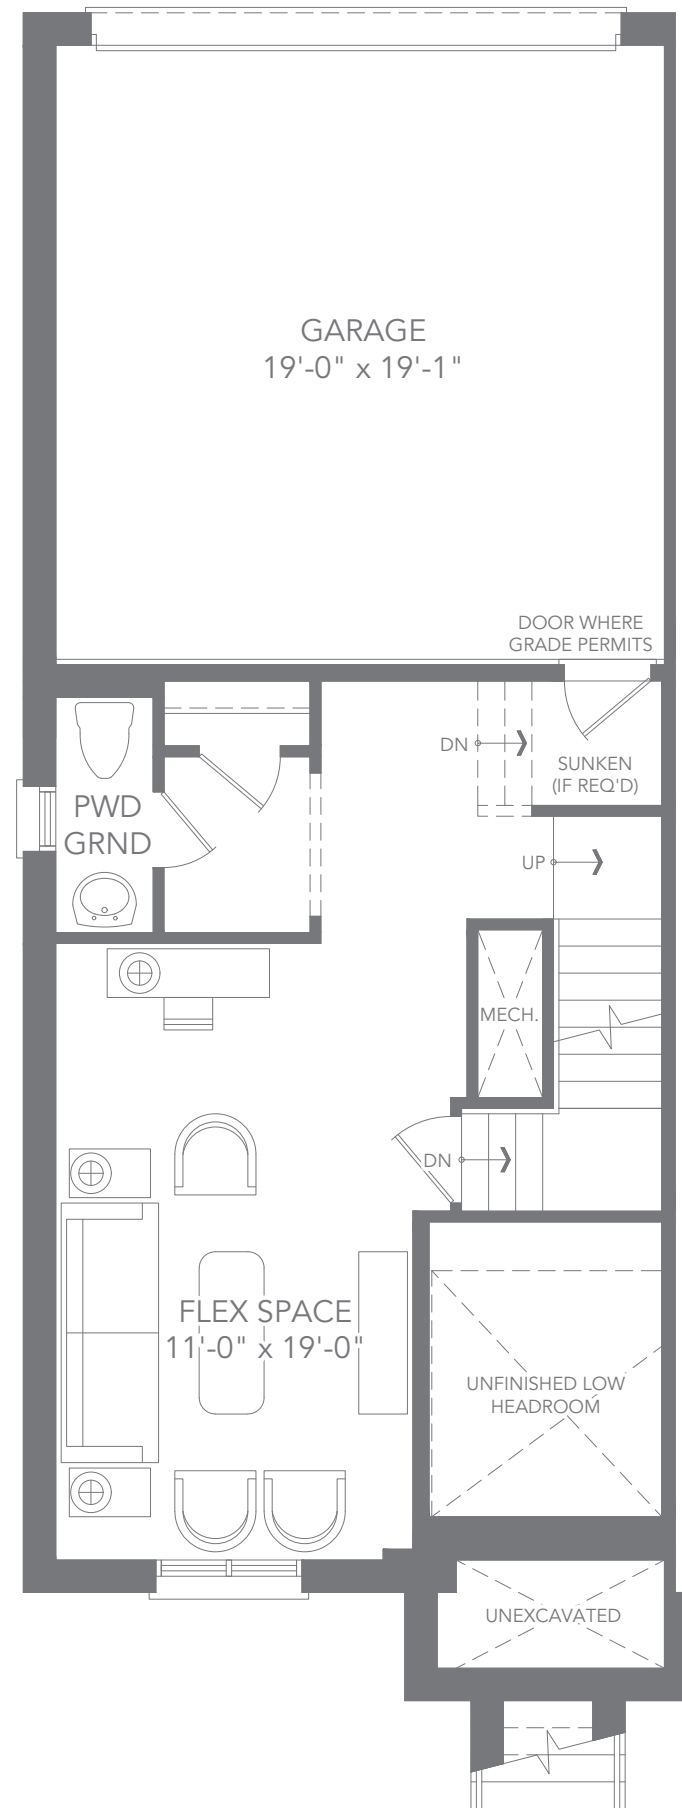 GARAGE
19'-0" x 19'-1"
DOOR WHERE
GRADE PERMITS
DN
SUNKEN
(IF REQ'D)
PWD
GRND
UP
MECH.
DN
FLEX SPACE
11'-0" x 19'-0"
UNFINISHED LOW
HEADROOM
UNEXCAVATED